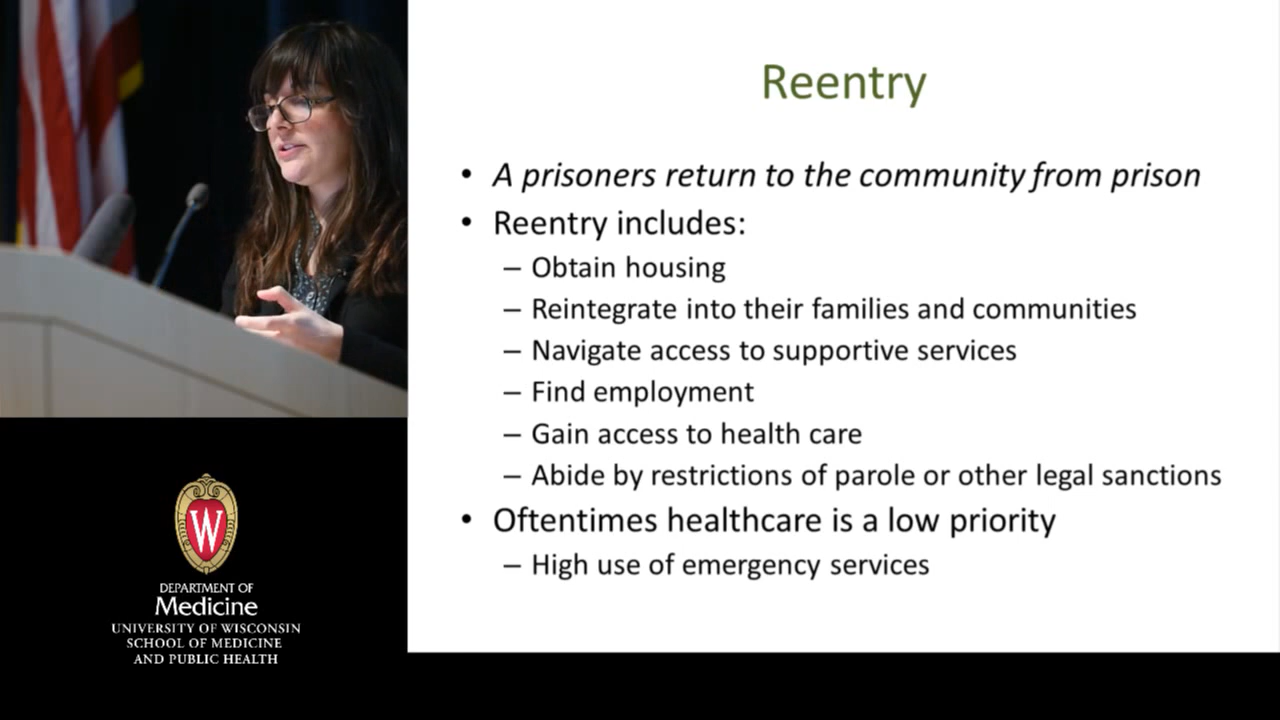 Reentry
• A prisoners return to the community from prison
• Reentry includes:
– Obtain housing
– Reintegrate into their families and communities
– Navigate access to supportive services
– Find employment
– Gain access to health care
– Abide by restrictions of parole or other legal sanctions
• Oftentimes healthcare is a low priority
– High use of emergency services
W
DEPARTMENT OF
Medicine
UNIVERSITY OF WISCONSIN
SCHOOL OF MEDICINE
AND PUBLIC HEALTH